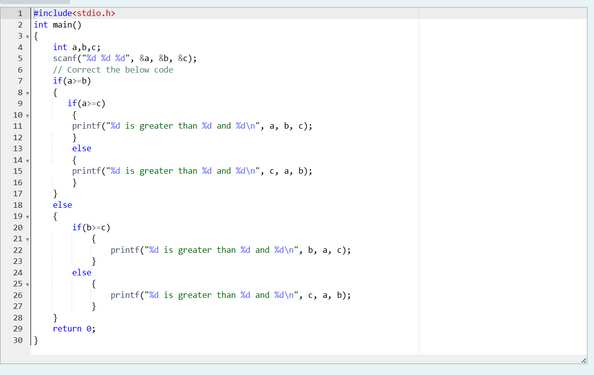 1 #include<stdio.h>
2 int main()
3 {
4 int a,b,c;
5 scanf("%d %d %d", &a, &b, &c);
6 // Correct the below code
7 if(a>=b)
8 {
9 if(a>=c)
10 {
11 printf("%d is greater than %d and %d\n", a, b, c);
12 }
13 else
14 {
15 printf("%d is greater than %d and %d\n", c, a, b);
16 }
17 }
18 else
19 {
20 if(b>=c)
21 {
22 printf("%d is greater than %d and %d\n", b, a, c);
23 }
24 else
25 {
26 printf("%d is greater than %d and %d\n", c, a, b);
27 }
28 }
29 return 0;
30 }